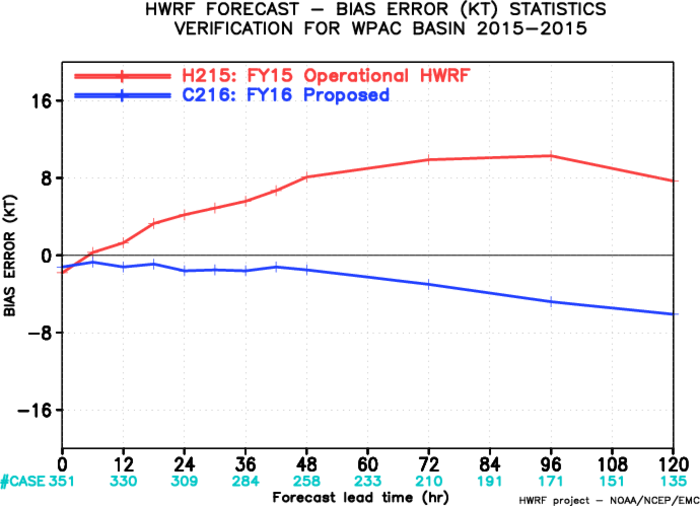 HWRF FORECAST – BIAS ERROR (KT) STATISTICS
VERIFICATION FOR WPAC BASIN 2015–2015
H215: FY15 Operational HWRF
C216: FY16 Proposed
16
8
0
−8
−16
BIAS ERROR (KT)
0 12 24 36 48 60 72 84 96 108 120
#CASE 351 330 309 284 258 233 210 191 171 151 135
Forecast lead time (hr)
HWRF project – NOAA/NCEP/EMC